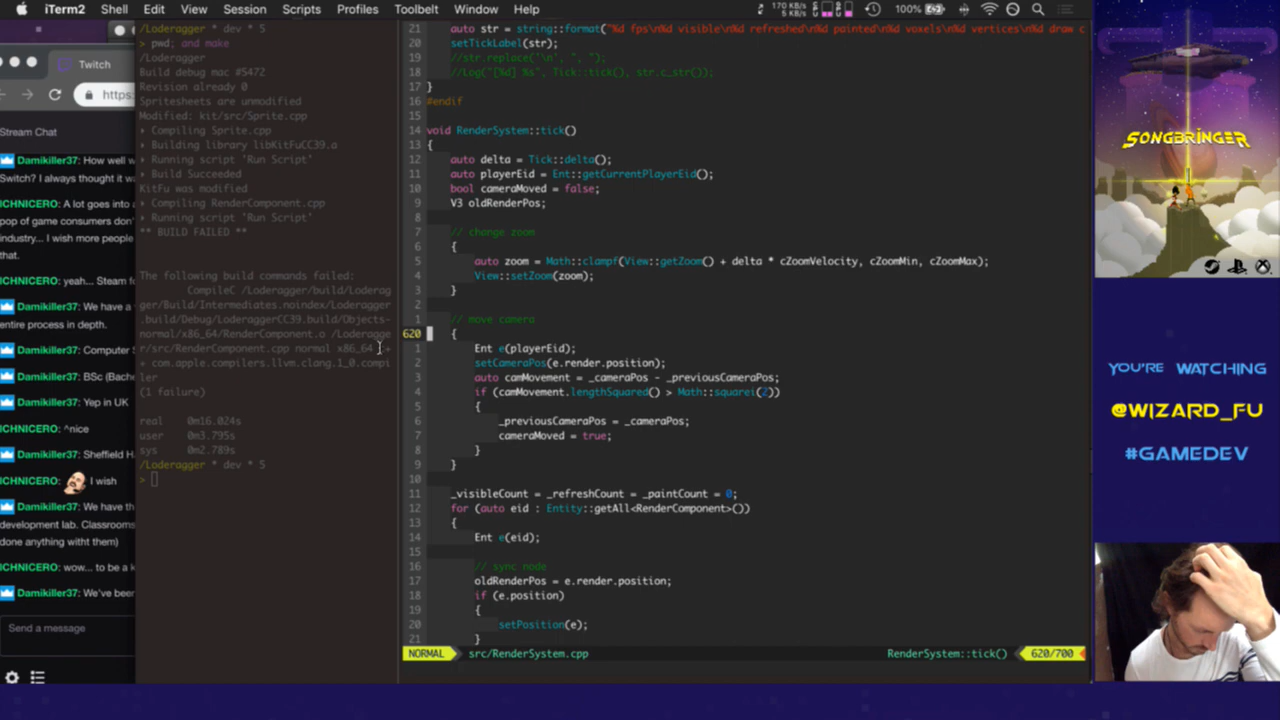 iTerm2 Shell Edit View Session Scripts Profiles Toolbelt Window Help
170 KB/s
5 KB/s
100%
Twitch
https:
Stream Chat
Damikiller37: How well w
Switch? I always thought it wa
ICHNICERO: A lot goes into a
pop of game consumers don'
industry... I wish more people
that.
ICHNICERO: yeah... Steam fo
Damikiller37: We have a
entire process in depth.
Damikiller37: Computer S
Damikiller37: BSc (Bache
Damikiller37: Yep in UK
ICHNICERO: ^nice
Damikiller37: Sheffield H
ICHNICERO: I wish
Damikiller37: We have th
development lab. Classrooms
done anything witht them)
ICHNICERO: wow... to be a k
Damikiller37: We've been
Send a message
/Loderagger * dev * 5
> pwd; and make
/Loderagger
Build debug mac #5472
Revision already 0
Spritesheets are unmodified
Modified: kit/src/Sprite.cpp
Compiling Sprite.cpp
Building library libKitFuCC39.a
Running script 'Run Script'
Build Succeeded
KitFu was modified
Compiling RenderComponent.cpp
Running script 'Run Script'
** BUILD FAILED **
The following build commands failed:
CompileC /Loderagger/build/Loder
agger/Build/Intermediates.noindex/Loderagger
.build/Debug/LoderaggerCC39.build/Objects-
normal/x86_64/RenderComponent.o /Loderagge
r/src/RenderComponent.cpp normal x86_64 c+
+ com.apple.compilers.llvm.clang.1_0.compi
ler
(1 failure)
real 0m16.024s
user 0m3.795s
sys 0m2.789s
/Loderagger * dev * 5
>
21 auto str = string::format("%d fps\n%d visible\n%d refreshed\n%d painted\n%d voxels\n%d vertices\n%d draw c
20 setTickLabel(str);
19 //str.replace('\n', ", ");
18 //Log("[%d] %s", Tick::tick(), str.c_str());
17 }
16 #endif
15
14 void RenderSystem::tick()
13 {
12 auto delta = Tick::delta();
11 auto playerEid = Ent::getCurrentPlayerEid();
10 bool cameraMoved = false;
9 V3 oldRenderPos;
8
7 // change zoom
6 {
5 auto zoom = Math::clampf(View::getZoom() + delta * cZoomVelocity, cZoomMin, cZoomMax);
4 View::setZoom(zoom);
3 }
2
1 // move camera
620 {
1 Ent e(playerEid);
2 setCameraPos(e.render.position);
3 auto camMovement = _cameraPos - _previousCameraPos;
4 if (camMovement.lengthSquared() > Math::squarei(2))
5 {
6 _previousCameraPos = _cameraPos;
7 cameraMoved = true;
8 }
9 }
10
11 _visibleCount = _refreshCount = _paintCount = 0;
12 for (auto eid : Entity::getAll<RenderComponent>())
13 {
14 Ent e(eid);
15
16 // sync node
17 oldRenderPos = e.render.position;
18 if (e.position)
19 {
20 setPosition(e);
21 }
NORMAL src/RenderSystem.cpp RenderSystem::tick() 620/700
SONGBRINGER
YOU'RE WATCHING
@WIZARD_FU
#GAMEDEV